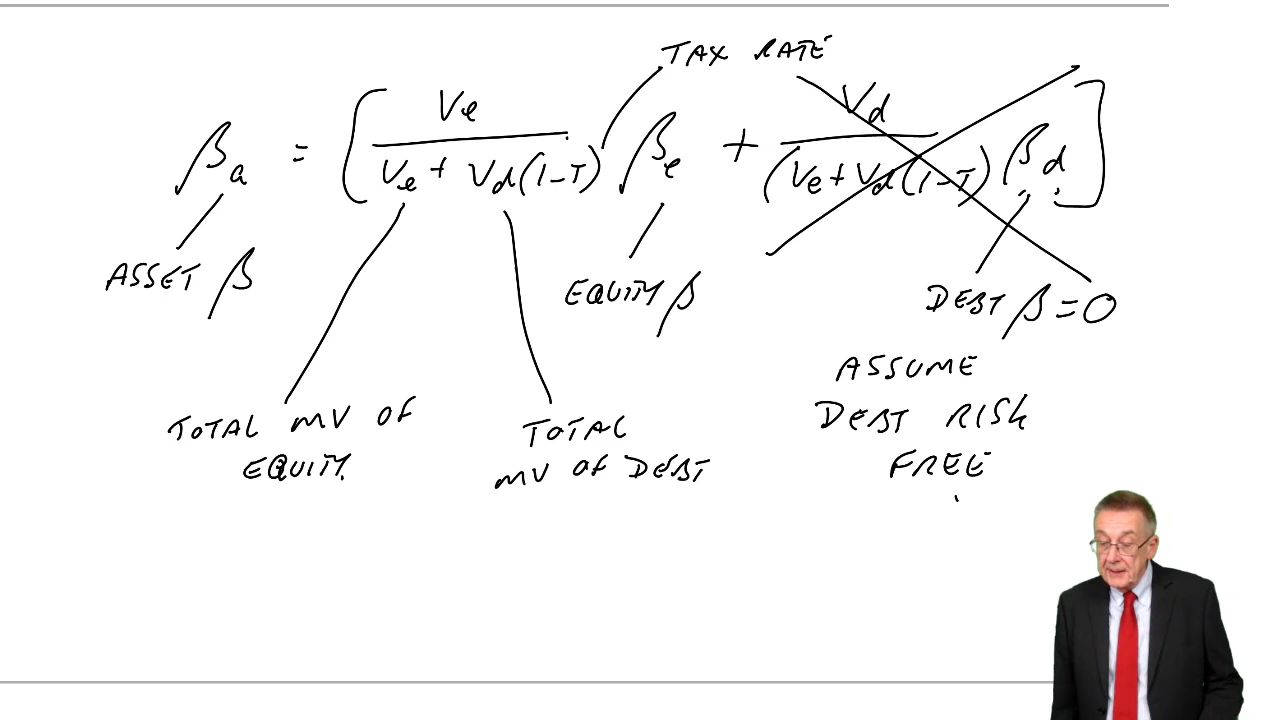 TAX RATE
βa = [ Ve / (Ve + Vd(1-T)) βe + Vd / (Ve + Vd(1-T)) βd ]
ASSET β
EQUITY β
DEBT β = 0
ASSUME
DEBT RISK
FREE
TOTAL MV OF
EQUITY.
TOTAL
MV OF DEBT